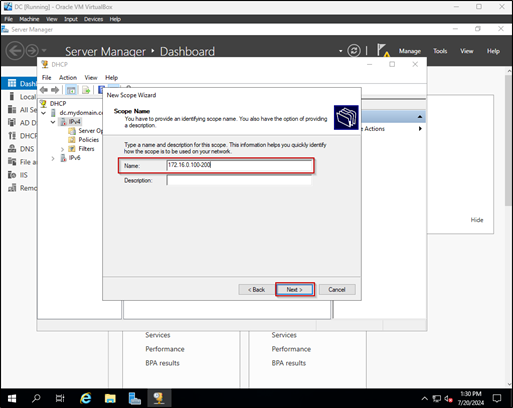 DC [Running] - Oracle VM VirtualBox
File Machine View Input Devices Help
Server Manager
Server Manager • Dashboard
Manage Tools View Help
DHCP
File Action View Help
Dash
Local
All Se
AD D
DHCP
DNS
File a
IIS
Remo
DHCP
dc.mydomain.c
IPv4
Server Op
Policies
Filters
IPv6
New Scope Wizard
Scope Name
You have to provide an identifying scope name. You also have the option of providing
a description.
Type a name and description for this scope. This information helps you quickly identify
how the scope is to be used on your network.
Name: 172.16.0.100-200
Description:
< Back Next > Cancel
e Actions
Hide
Services Services
Performance Performance
BPA results BPA results
1:30 PM
7/20/2024